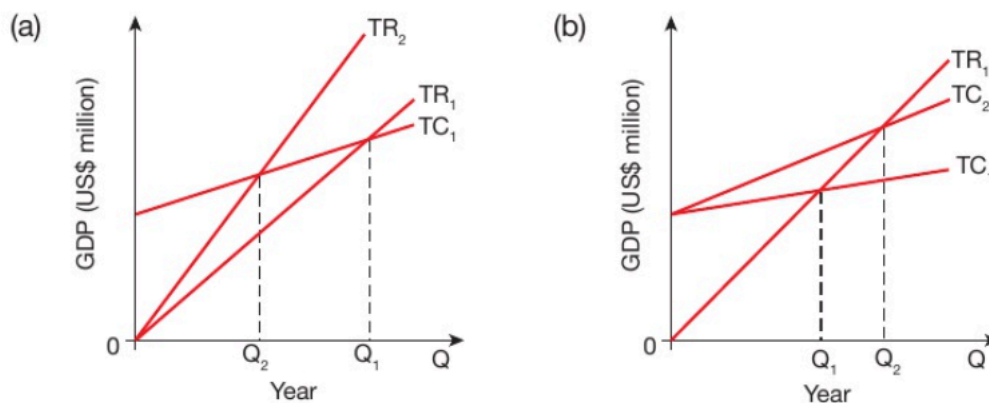 (a)
GDP (US$ million)
TR₂
TR₁
TC₁
0
Q₂
Q₁
Q
Year
(b)
GDP (US$ million)
TR₁
TC₂
TC
0
Q₁
Q₂
Q
Year